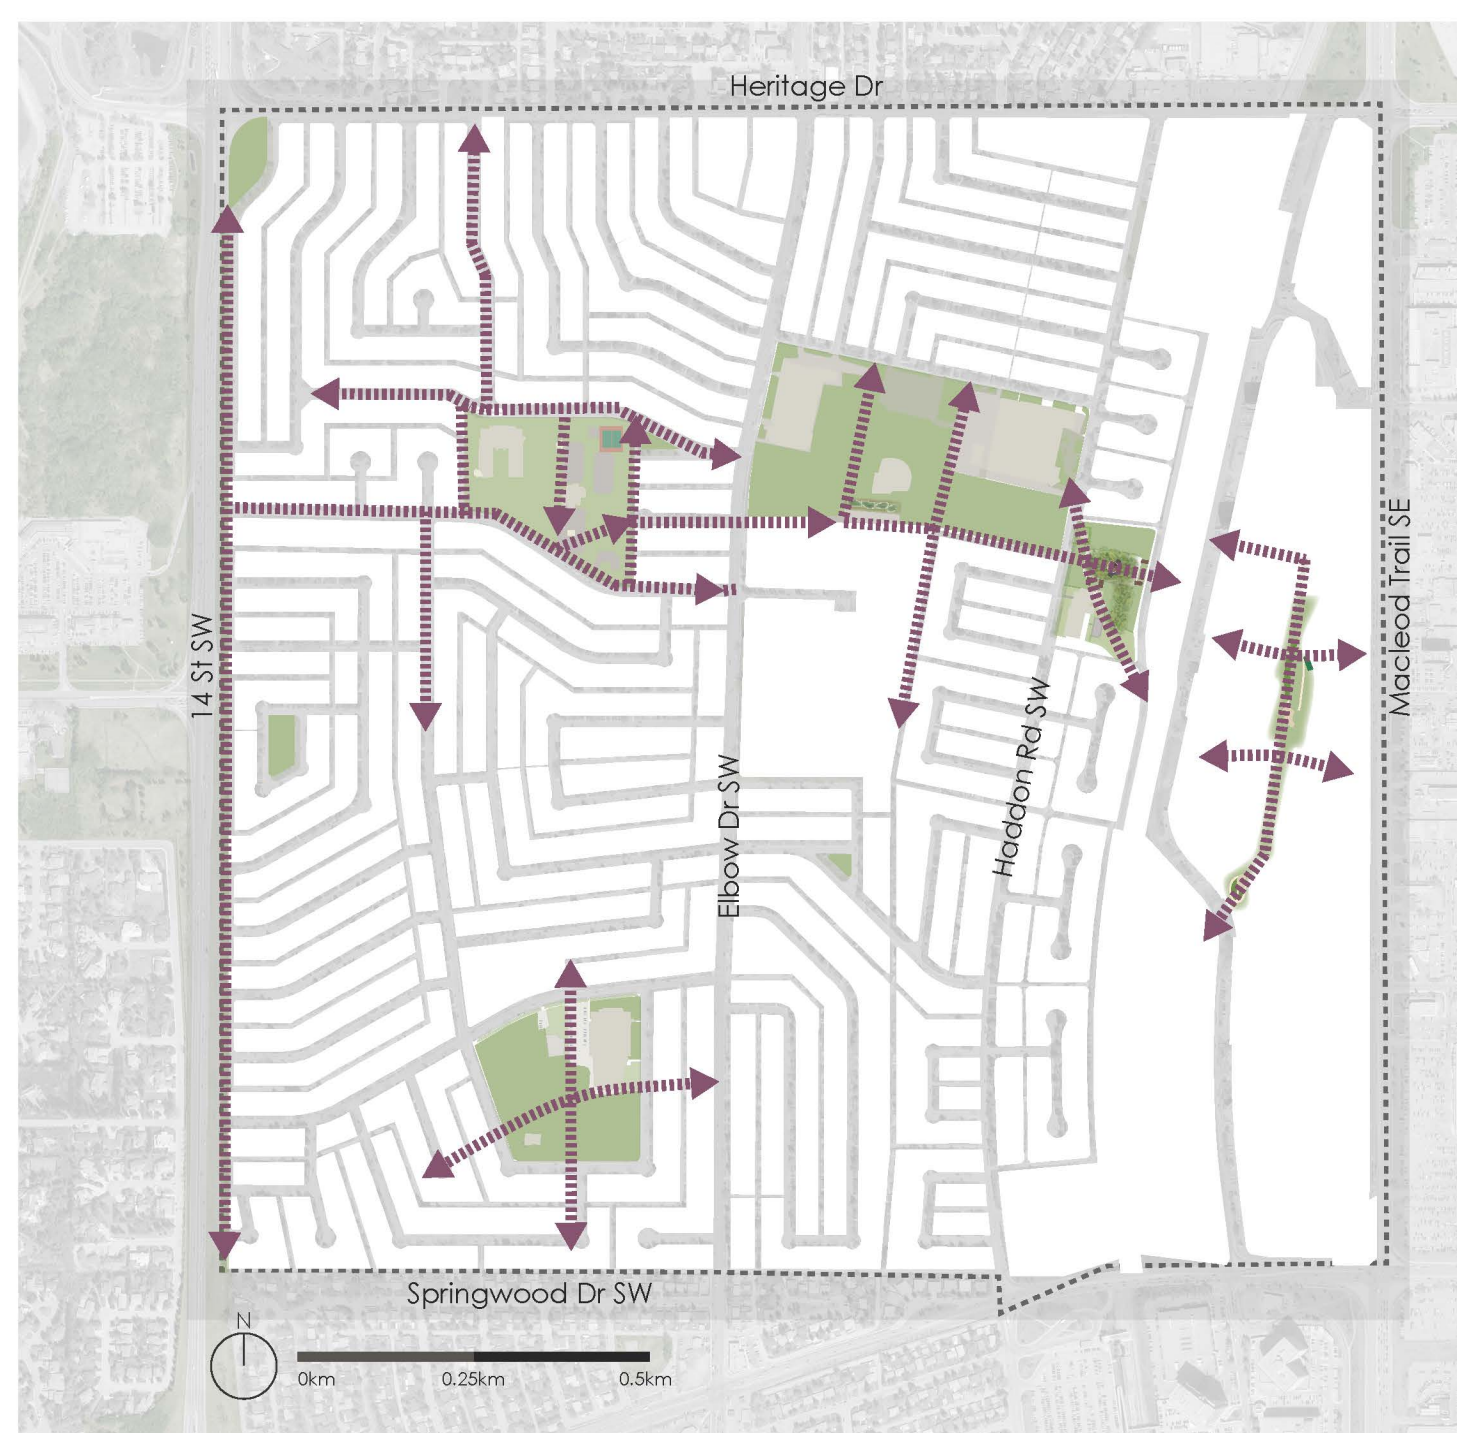 Heritage Dr
14 St SW
Macleod Trail SE
Haddon Rd SW
Elbow Dr SW
Springwood Dr SW
N
0km
0.25km
0.5km